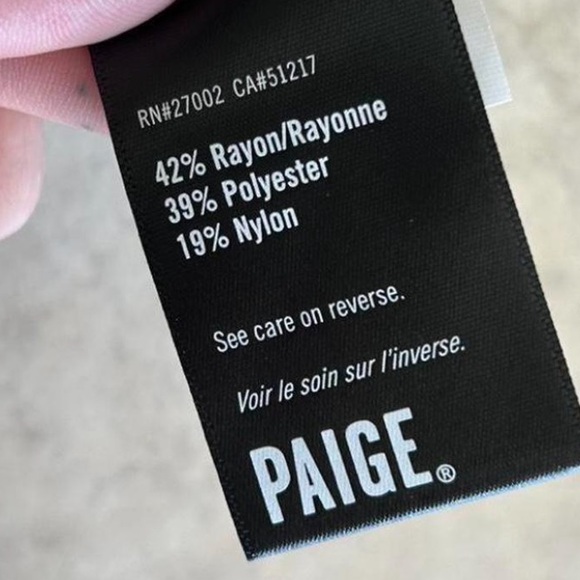 RN#27002 CA#51217
42% Rayon/Rayonne
39% Polyester
19% Nylon
See care on reverse.
Voir le soin sur l'inverse.
PAIGE®